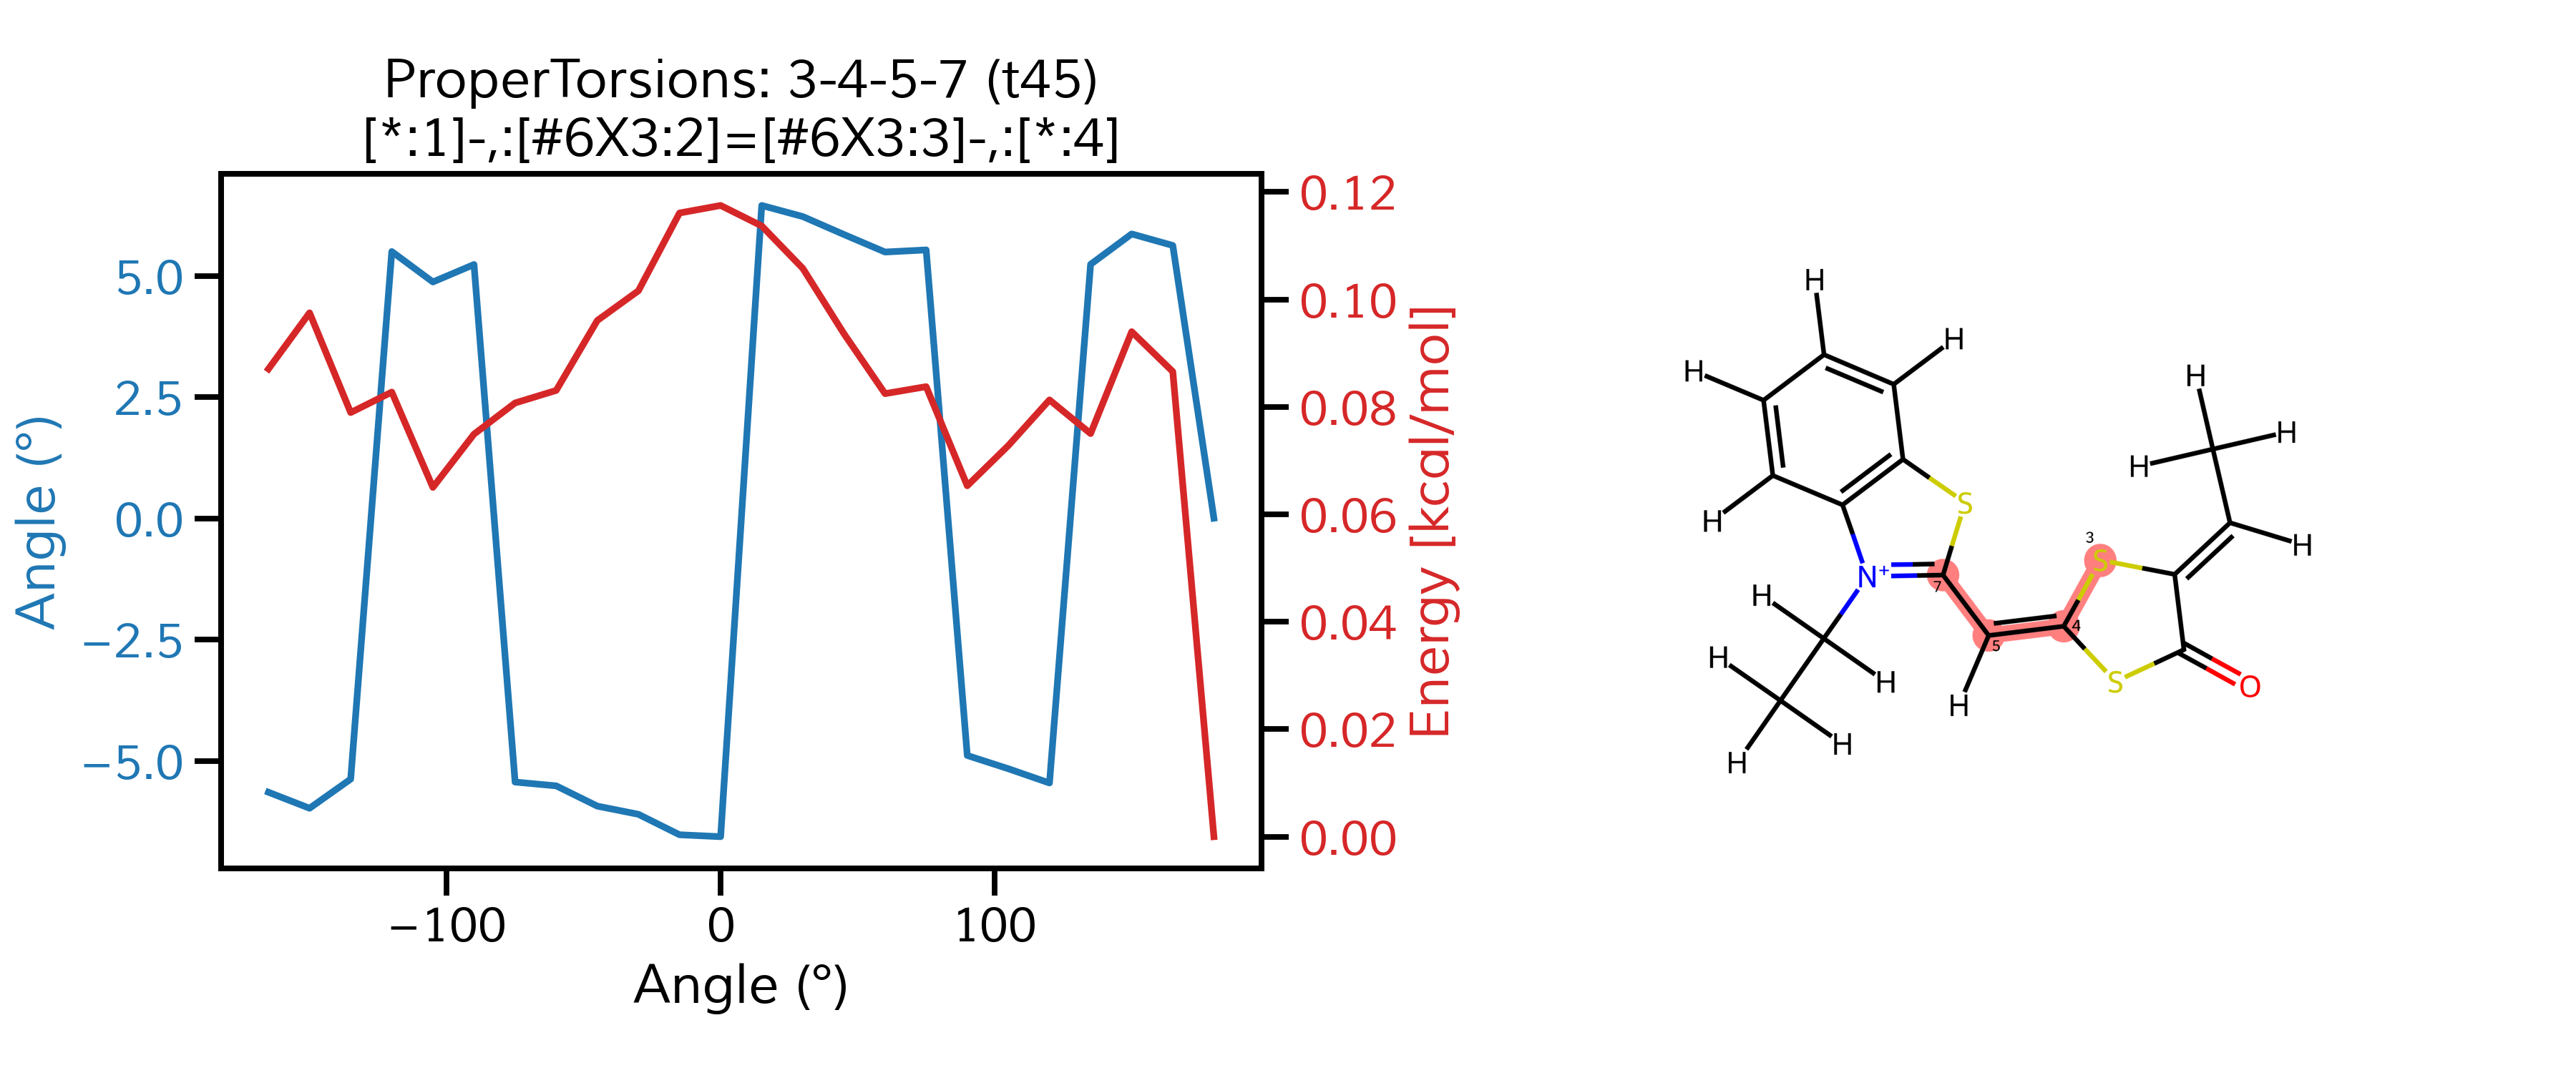 ProperTorsions: 3-4-5-7 (t45)
[*:1]-,:[#6X3:2]=[#6X3:3]-,:[*:4]
Angle (°)
5.0
2.5
0.0
−2.5
−5.0
−100
0
100
Angle (°)
0.12
0.10
0.08
0.06
0.04
0.02
0.00
Energy [kcal/mol]
H
H
H
H
H
H
H
S
3
S
H
N⁺
7
H
4
5
H
H
S
O
H
H
H